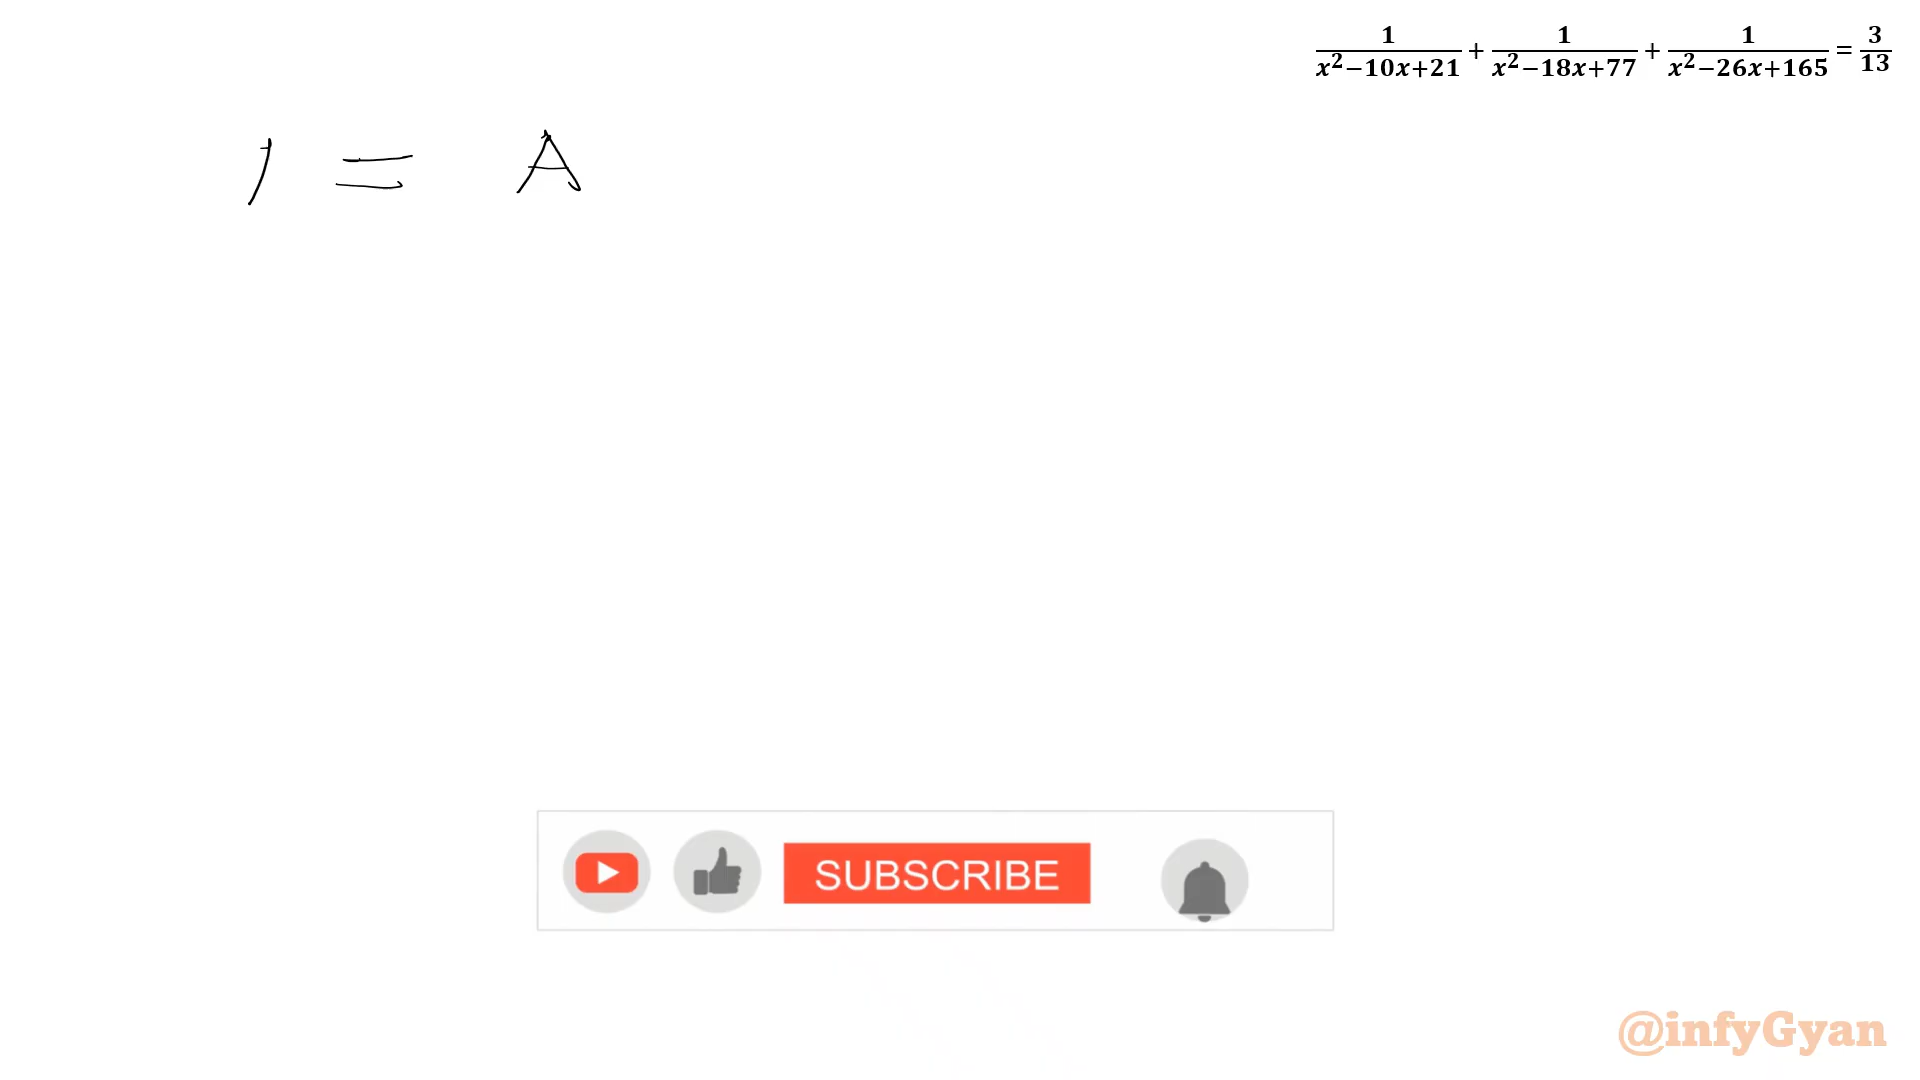 1/(x²−10x+21) + 1/(x²−18x+77) + 1/(x²−26x+165) = 3/13
1 = A
SUBSCRIBE
@infyGyan